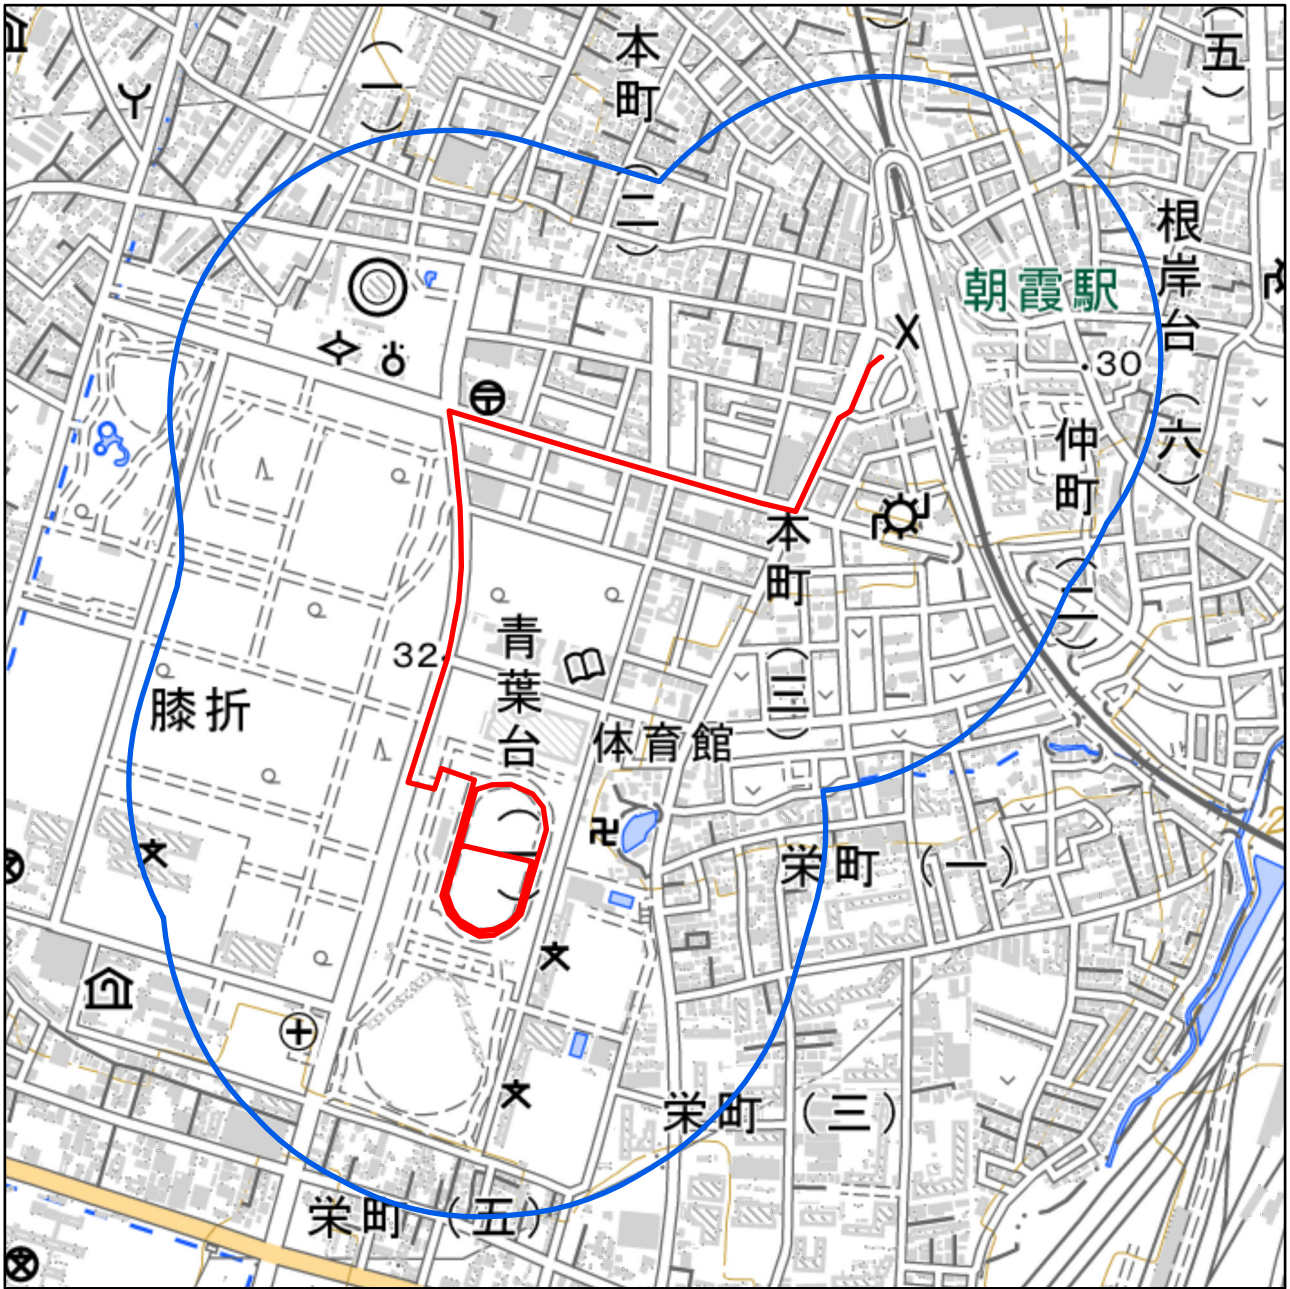 本町
(二)
(一)
(五)
根岸台
(六)
朝霞駅
30
仲町
(二)
本町
(三)
青葉台
(一)
32
膝折
体育館
栄町(一)
栄町(三)
栄町(五)